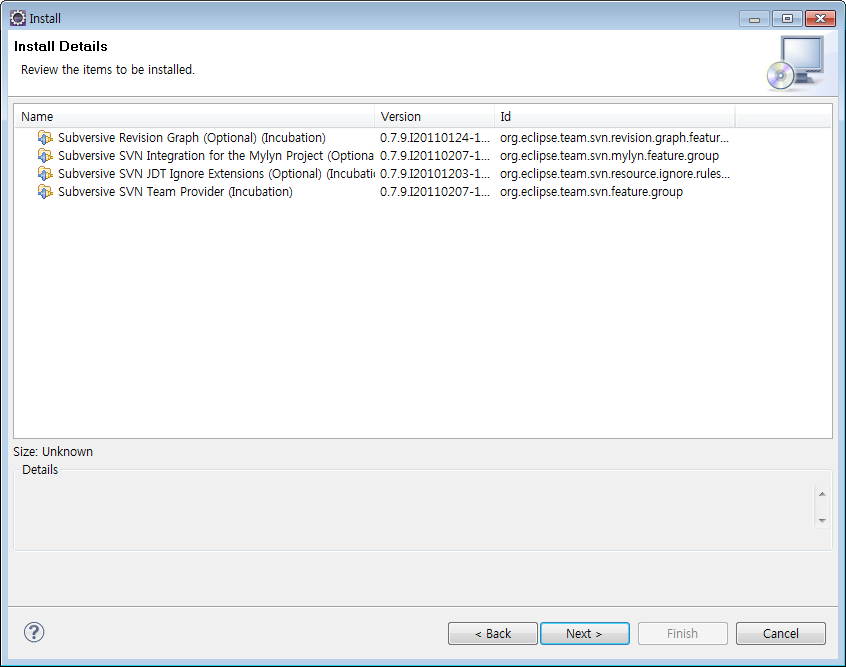 Install
Install Details
Review the items to be installed.
Name Version Id
Subversive Revision Graph (Optional) (Incubation) 0.7.9.I20110124-1... org.eclipse.team.svn.revision.graph.featur...
Subversive SVN Integration for the Mylyn Project (Optiona 0.7.9.I20110207-1... org.eclipse.team.svn.mylyn.feature.group
Subversive SVN JDT Ignore Extensions (Optional) (Incubati 0.7.9.I20101203-1... org.eclipse.team.svn.resource.ignore.rules...
Subversive SVN Team Provider (Incubation) 0.7.9.I20110207-1... org.eclipse.team.svn.feature.group
Size: Unknown
Details
?
< Back Next > Finish Cancel